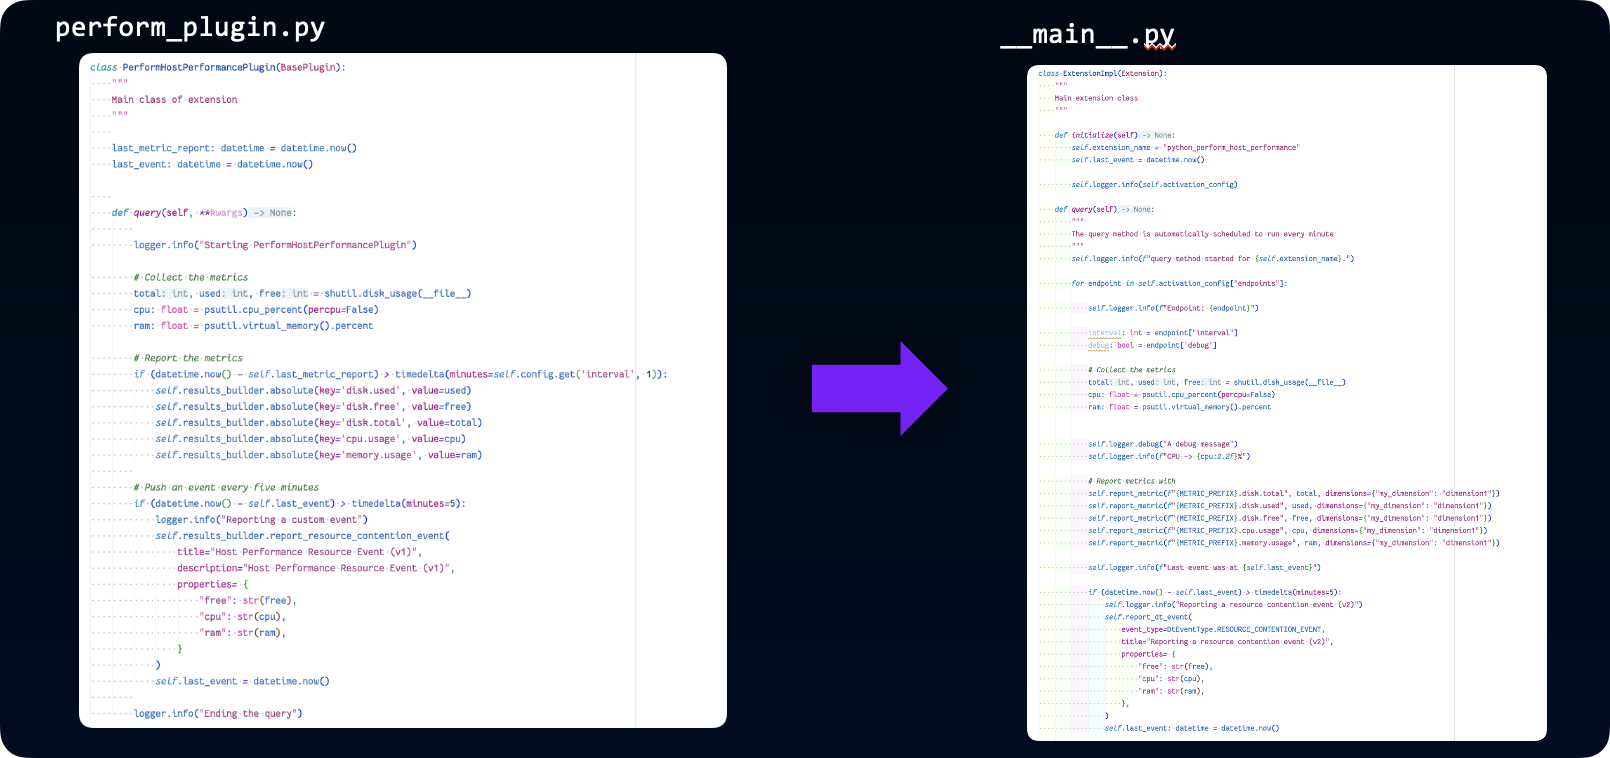 perform_plugin.py
class PerformHostPerformancePlugin(BasePlugin):
"""
Main class of extension
"""
last_metric_report: datetime = datetime.now()
last_event: datetime = datetime.now()
def query(self, **kwargs) -> None:
logger.info("Starting PerformHostPerformancePlugin")
# Collect the metrics
total: int, used: int, free: int = shutil.disk_usage(__file__)
cpu: float = psutil.cpu_percent(percpu=False)
ram: float = psutil.virtual_memory().percent
# Report the metrics
if (datetime.now() - self.last_metric_report) > timedelta(minutes=self.config.get('interval', 1)):
self.results_builder.absolute(key='disk.used', value=used)
self.results_builder.absolute(key='disk.free', value=free)
self.results_builder.absolute(key='disk.total', value=total)
self.results_builder.absolute(key='cpu.usage', value=cpu)
self.results_builder.absolute(key='memory.usage', value=ram)
# Push an event every five minutes
if (datetime.now() - self.last_event) > timedelta(minutes=5):
logger.info("Reporting a custom event")
self.results_builder.report_resource_contention_event(
title="Host Performance Resource Event (v1)",
description="Host Performance Resource Event (v1)",
properties= {
"free": str(free),
"cpu": str(cpu),
"ram": str(ram),
}
)
self.last_event = datetime.now()
logger.info("Ending the query")
__main__.py
class ExtensionImpl(Extension):
"""
Main extension class
"""
def initialize(self) -> None:
self.extension_name = "python_perform_host_performance"
self.last_event = datetime.now()
self.logger.info(self.activation_config)
def query(self) -> None:
"""
The query method is automatically scheduled to run every minute
"""
self.logger.info(f"query method started for {self.extension_name}.")
for endpoint in self.activation_config["endpoints"]:
self.logger.info(f"Endpoint: {endpoint}")
interval: int = endpoint["interval"]
debug: bool = endpoint['debug']
# Collect the metrics
total: int, used: int, free: int = shutil.disk_usage(__file__)
cpu: float = psutil.cpu_percent(percpu=False)
ram: float = psutil.virtual_memory().percent
self.logger.debug("A debug message")
self.logger.info(f"CPU -> {cpu:2.2f}%")
# Report metrics with
self.report_metric(f"{METRIC_PREFIX}.disk.total", total, dimensions={"my_dimension": "dimension1"})
self.report_metric(f"{METRIC_PREFIX}.disk.used", used, dimensions={"my_dimension": "dimension1"})
self.report_metric(f"{METRIC_PREFIX}.disk.free", free, dimensions={"my_dimension": "dimension1"})
self.report_metric(f"{METRIC_PREFIX}.cpu.usage", cpu, dimensions={"my_dimension": "dimension1"})
self.report_metric(f"{METRIC_PREFIX}.memory.usage", ram, dimensions={"my_dimension": "dimension1"})
self.logger.info(f"Last event was at {self.last_event}")
if (datetime.now() - self.last_event) > timedelta(minutes=5):
self.logger.info("Reporting a resource contention event (v2)")
self.report_dt_event(
event_type=DtEventType.RESOURCE_CONTENTION_EVENT,
title="Reporting a resource contention event (v2)",
properties= {
"free": str(free),
"cpu": str(cpu),
"ram": str(ram),
},
)
self.last_event: datetime = datetime.now()